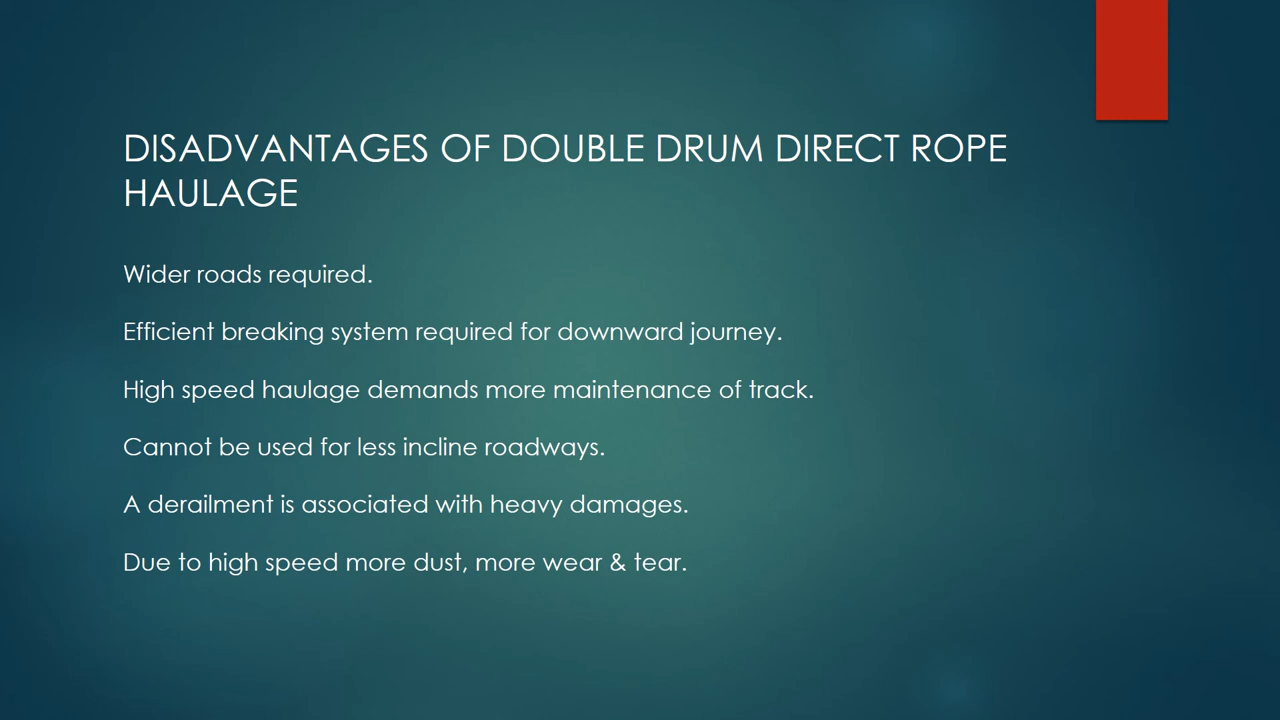 DISADVANTAGES OF DOUBLE DRUM DIRECT ROPE
HAULAGE
Wider roads required.
Efficient breaking system required for downward journey.
High speed haulage demands more maintenance of track.
Cannot be used for less incline roadways.
A derailment is associated with heavy damages.
Due to high speed more dust, more wear & tear.